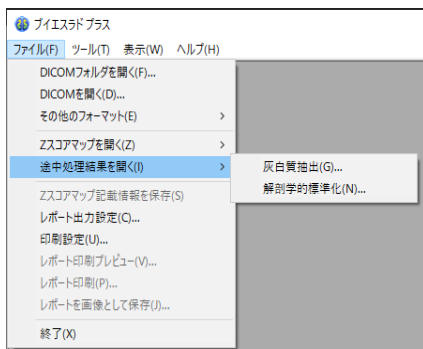 ブイエスラド プラス
ファイル(F) ツール(T) 表示(W) ヘルプ(H)
DICOMフォルダを開く(F)...
DICOMを開く(D)...
その他のフォーマット(E) >
Zスコアマップを開く(Z) >
途中処理結果を開く(I) >
灰白質抽出(G)...
解剖学的標準化(N)...
Zスコアマップ記載情報を保存(S)
レポート出力設定(C)...
印刷設定(U)...
レポート印刷プレビュー(V)...
レポート印刷(P)...
レポートを画像として保存(J)...
終了(X)